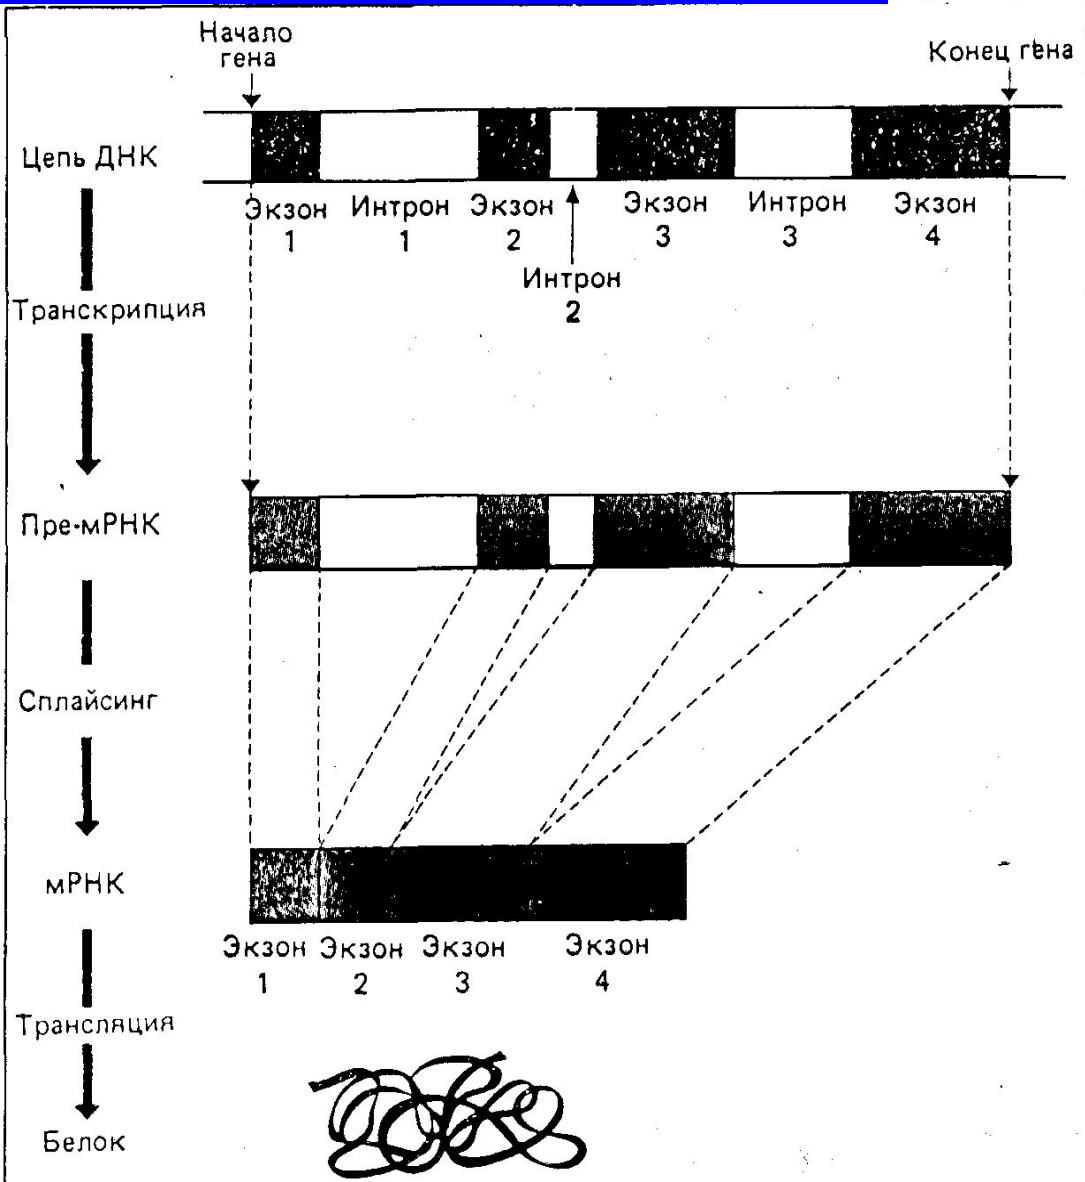 Начало
гена
Конец гена
Цепь ДНК
Экзон Интрон Экзон Экзон Интрон Экзон
1 1 2 3 3 4
Интрон
2
Транскрипция
Пре-мРНК
Сплайсинг
мРНК
Экзон Экзон Экзон Экзон
1 2 3 4
Трансляция
Белок